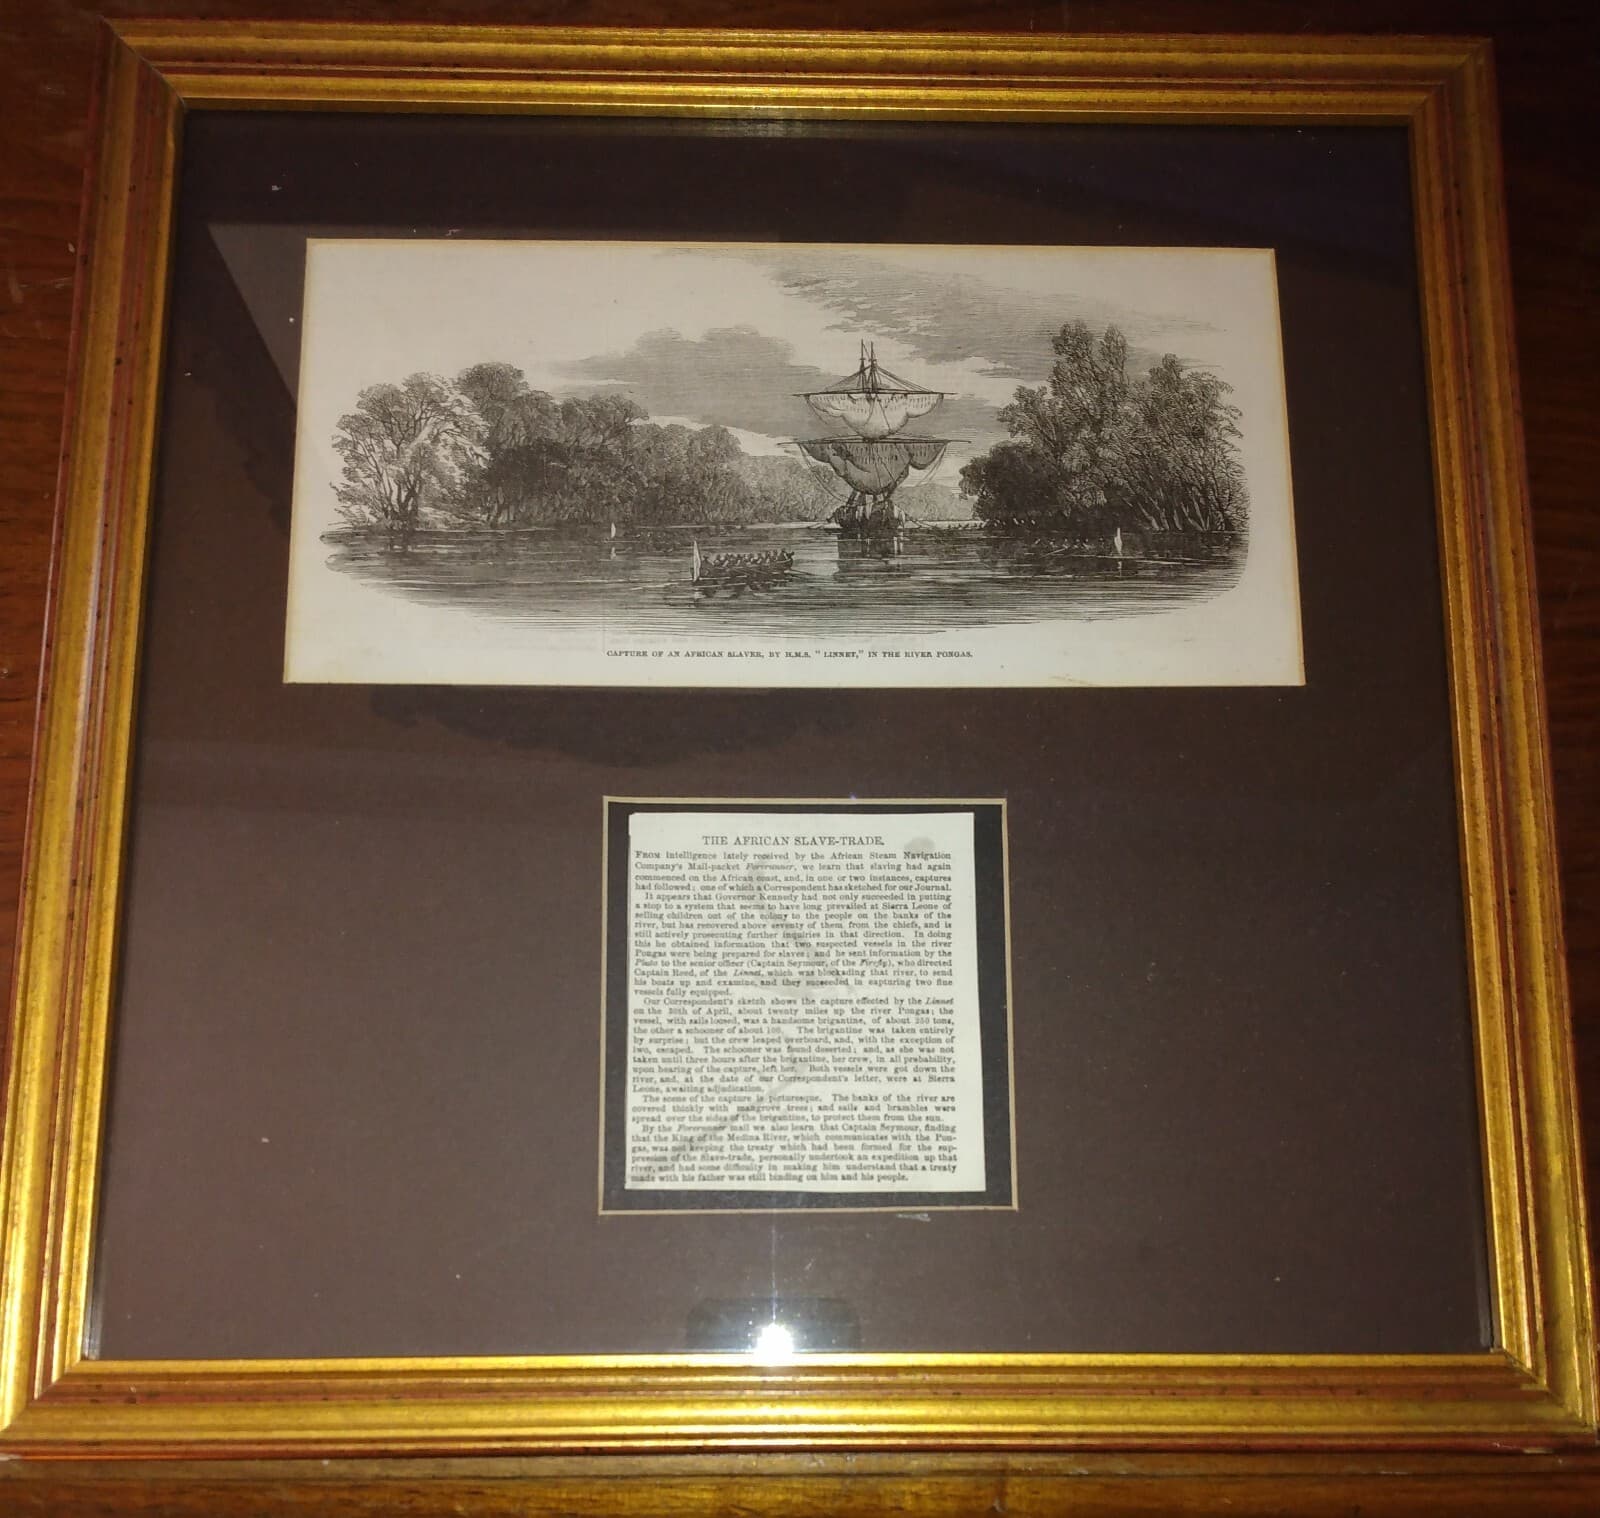 CAPTURE OF AN AFRICAN SLAVER, BY H.M.S. "LINNET," IN THE RIVER PONGAS.
THE AFRICAN SLAVE-TRADE.
FROM intelligence lately received by the African Steam Navigation
Company's Mail-packet Forerunner, we learn that slaving had again
commenced on the African coast, and, in one or two instances, captures
had followed; one of which a Correspondent has sketched for our Journal.
It appears that Governor Kennedy had not only succeeded in putting
a stop to a system that seems to have long prevailed at Sierra Leone of
selling children out of the colony to the people on the banks of the
river, but has recovered above seventy of them from the chiefs, and is
still actively prosecuting further inquiries in that direction. In doing
this he obtained information that two suspected vessels in the river
Pongas were being prepared for slaves; and he sent information by the
Pluto to the senior officer (Captain Seymour, of the Firefly), who directed
Captain Reed, of the Linnet, which was blockading that river, to send
his boats up and examine, and they succeeded in capturing two fine
vessels fully equipped.
Our Correspondent's sketch shows the capture effected by the Linnet
on the 30th of April, about twenty miles up the river Pongas; the
vessel, with sails loosed, was a handsome brigantine, of about 250 tons,
the other a schooner of about 100. The brigantine was taken entirely
by surprise; but the crew leaped overboard, and, with the exception of
two, escaped. The schooner was found deserted; and, as she was not
taken until three hours after the brigantine, her crew, in all probability,
upon hearing of the capture, left her. Both vessels were got down the
river, and, at the date of our Correspondent's letter, were at Sierra
Leone, awaiting adjudication.
The scene of the capture is picturesque. The banks of the river are
covered thickly with mangrove trees; and sails and brambles were
spread over the sides of the brigantine, to protect them from the sun.
By the Forerunner mail we also learn that Captain Seymour, finding
that the King of the Medina River, which communicates with the Pon-
gas, was not keeping the treaty which had been formed for the sup-
pression of the Slave-trade, personally undertook an expedition up that
river, and had some difficulty in making him understand that a treaty
made with his father was still binding on him and his people.